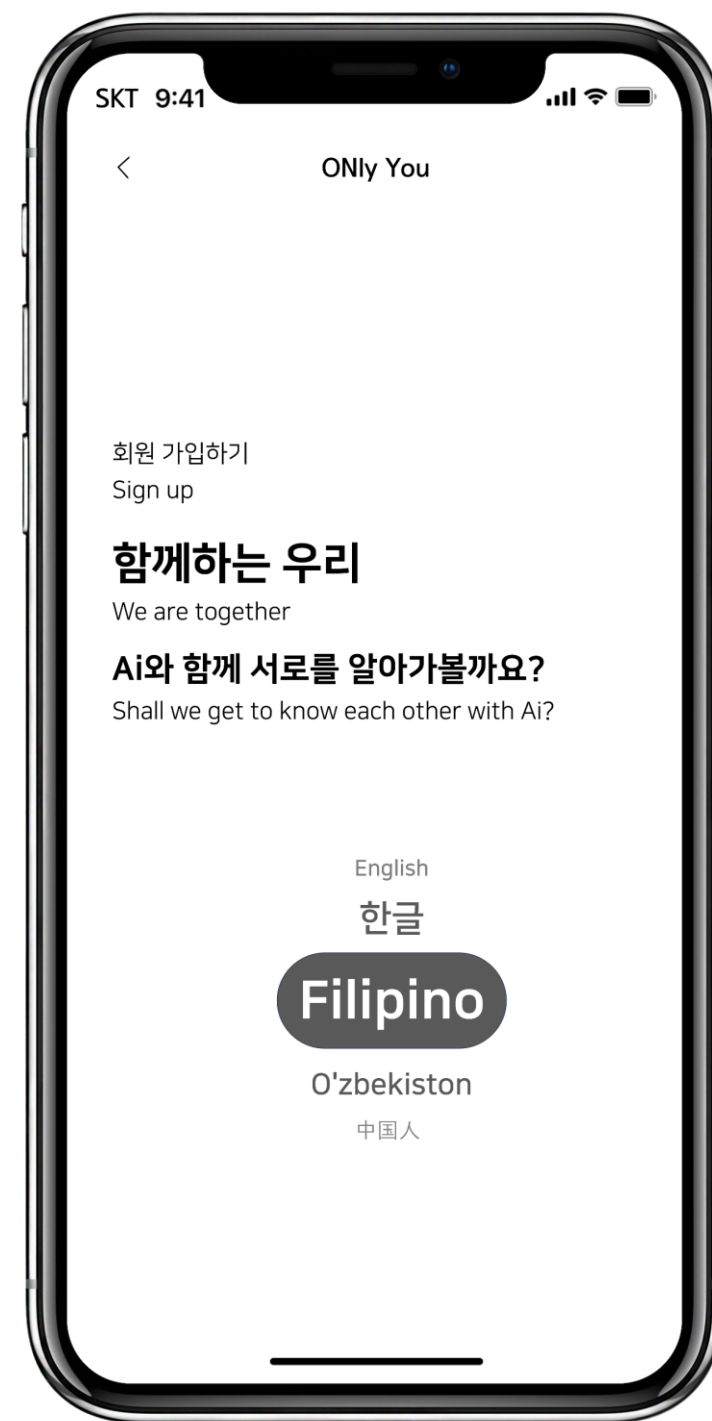 SKT 9:41
ONly You
회원 가입하기
Sign up
함께하는 우리
We are together
Ai와 함께 서로를 알아가볼까요?
Shall we get to know each other with Ai?
English
한글
Filipino
O'zbekiston
中国人